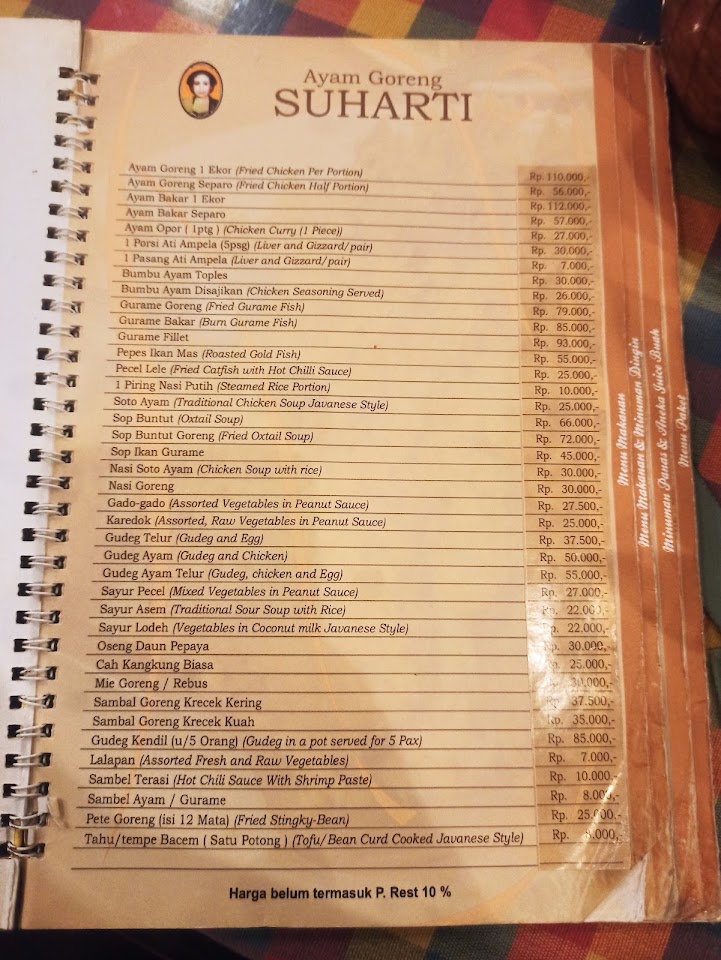 Ayam Goreng
SUHARTI
Ayam Goreng 1 Ekor (Fried Chicken Per Portion) Rp. 110.000,-
Ayam Goreng Separo (Fried Chicken Half Portion) Rp. 56.000,-
Ayam Bakar 1 Ekor Rp. 112.000,-
Ayam Bakar Separo Rp. 57.000,-
Ayam Opor ( 1ptg ) (Chicken Curry (1 Piece)) Rp. 27.000,-
1 Porsi Ati Ampela (5psg) (Liver and Gizzard/pair) Rp. 30.000,-
1 Pasang Ati Ampela (Liver and Gizzard/pair) Rp. 7.000,-
Bumbu Ayam Toples Rp. 30.000,-
Bumbu Ayam Disajikan (Chicken Seasoning Served) Rp. 26.000,-
Gurame Goreng (Fried Gurame Fish) Rp. 79.000,-
Gurame Bakar (Burn Gurame Fish) Rp. 85.000,-
Gurame Fillet Rp. 93.000,-
Pepes Ikan Mas (Roasted Gold Fish) Rp. 55.000,-
Pecel Lele (Fried Catfish with Hot Chilli Sauce) Rp. 25.000,-
1 Piring Nasi Putih (Steamed Rice Portion) Rp. 10.000,-
Soto Ayam (Traditional Chicken Soup Javanese Style) Rp. 25.000,-
Sop Buntut (Oxtail Soup) Rp. 66.000,-
Sop Buntut Goreng (Fried Oxtail Soup) Rp. 72.000,-
Sop Ikan Gurame Rp. 45.000,-
Nasi Soto Ayam (Chicken Soup with rice) Rp. 30.000,-
Nasi Goreng Rp. 30.000,-
Gado-gado (Assorted Vegetables in Peanut Sauce) Rp. 27.500,-
Karedok (Assorted, Raw Vegetables in Peanut Sauce) Rp. 25.000,-
Gudeg Telur (Gudeg and Egg) Rp. 37.500,-
Gudeg Ayam (Gudeg and Chicken) Rp. 50.000,-
Gudeg Ayam Telur (Gudeg, chicken and Egg) Rp. 55.000,-
Sayur Pecel (Mixed Vegetables in Peanut Sauce) Rp. 27.000,-
Sayur Asem (Traditional Sour Soup with Rice) Rp. 22.000,-
Sayur Lodeh (Vegetables in Coconut milk Javanese Style) Rp. 22.000,-
Oseng Daun Pepaya Rp. 30.000,-
Cah Kangkung Biasa Rp. 25.000,-
Mie Goreng / Rebus Rp.
Sambal Goreng Krecek Kering Rp. 37.500,-
Sambal Goreng Krecek Kuah Rp. 35.000,-
Gudeg Kendil (u/5 Orang) (Gudeg in a pot served for 5 Pax) Rp. 85.000,-
Lalapan (Assorted Fresh and Raw Vegetables) Rp. 7.000,-
Sambel Terasi (Hot Chili Sauce With Shrimp Paste) Rp. 10.000,-
Sambel Ayam / Gurame Rp. 8.000,-
Pete Goreng (isi 12 Mata) (Fried Stingky-Bean) Rp. 25.000,-
Tahu/tempe Bacem ( Satu Potong ) (Tofu/Bean Curd Cooked Javanese Style) Rp.
Harga belum termasuk P. Rest 10 %
Menu Makanan
Menu Makanan & Minuman Dingin
Minuman Panas & Aneka Juice Buah
Menu Paket